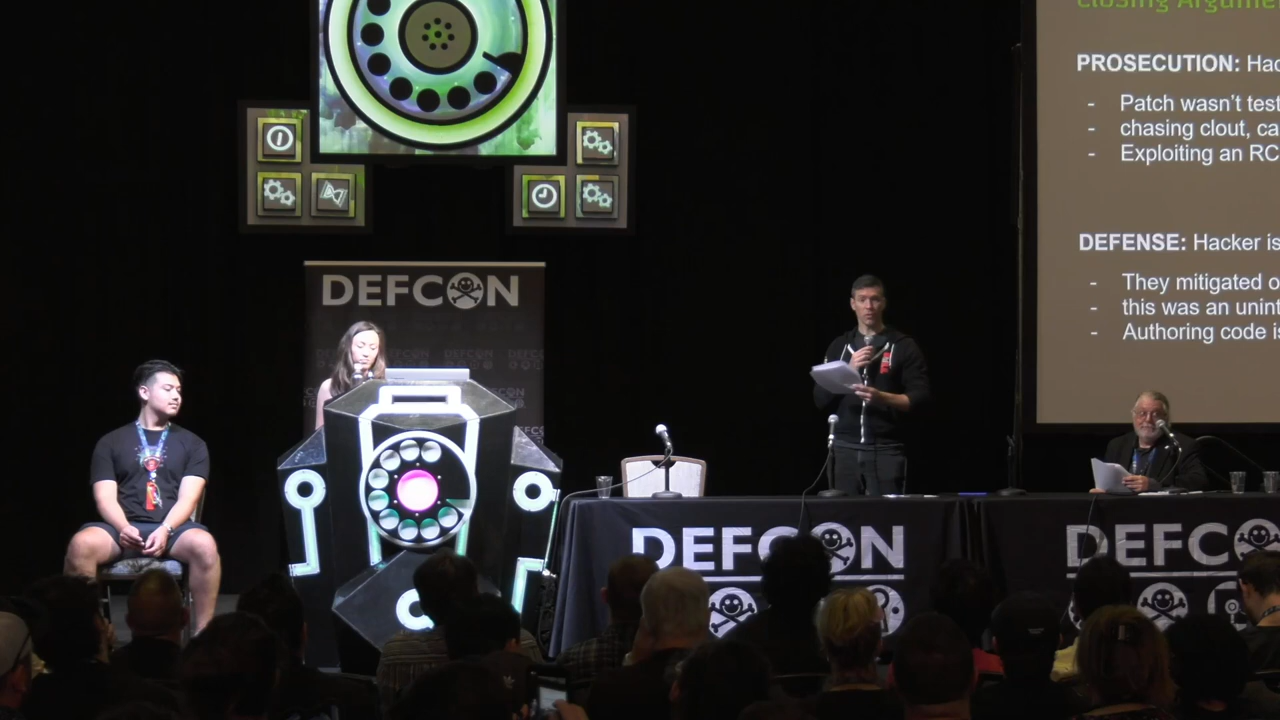 Closing Argume
PROSECUTION: Hac
- Patch wasn't test
- chasing clout, ca
- Exploiting an RC
DEFENSE: Hacker is
- They mitigated o
- this was an unint
- Authoring code is
DEFCON
DEFCON
DEFCON